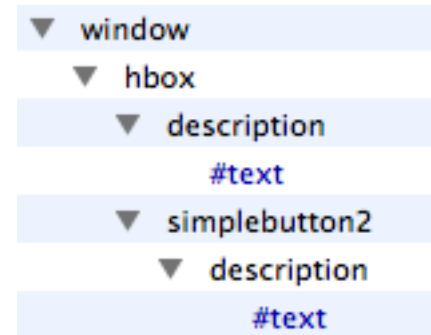 window
hbox
description
#text
simplebutton2
description
#text